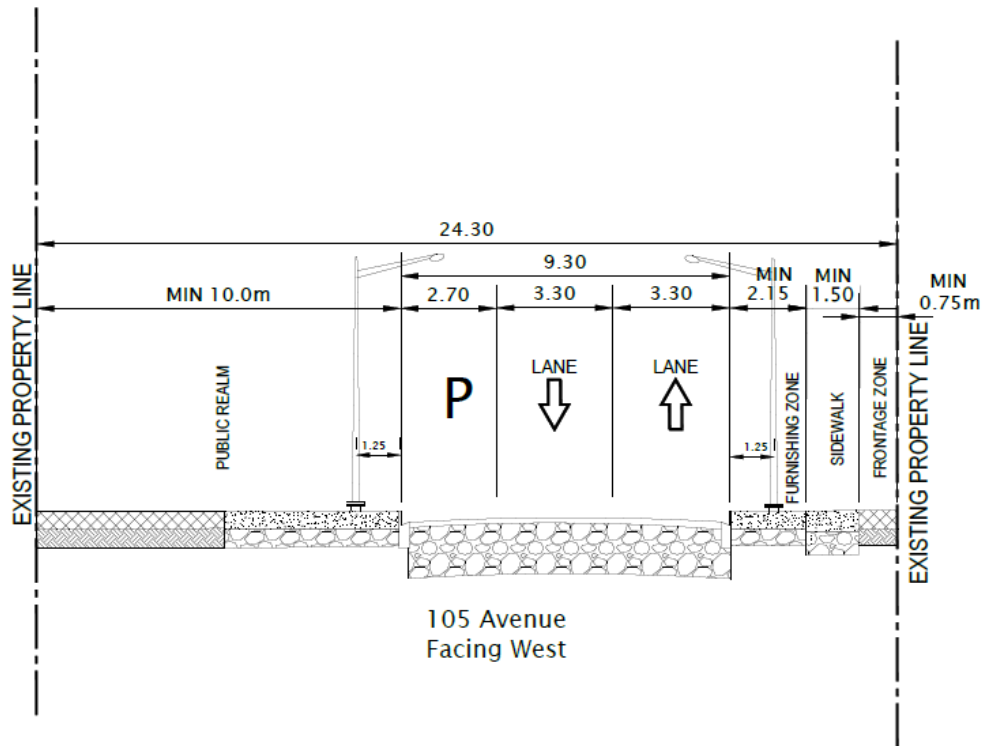 24.30
9.30
MIN 10.0m
2.70
3.30
3.30
MIN
2.15
MIN
1.50
MIN
0.75m
EXISTING PROPERTY LINE
PUBLIC REALM
1.25
P
LANE
LANE
1.25
FURNISHING ZONE
SIDEWALK
FRONTAGE ZONE
EXISTING PROPERTY LINE
105 Avenue
Facing West